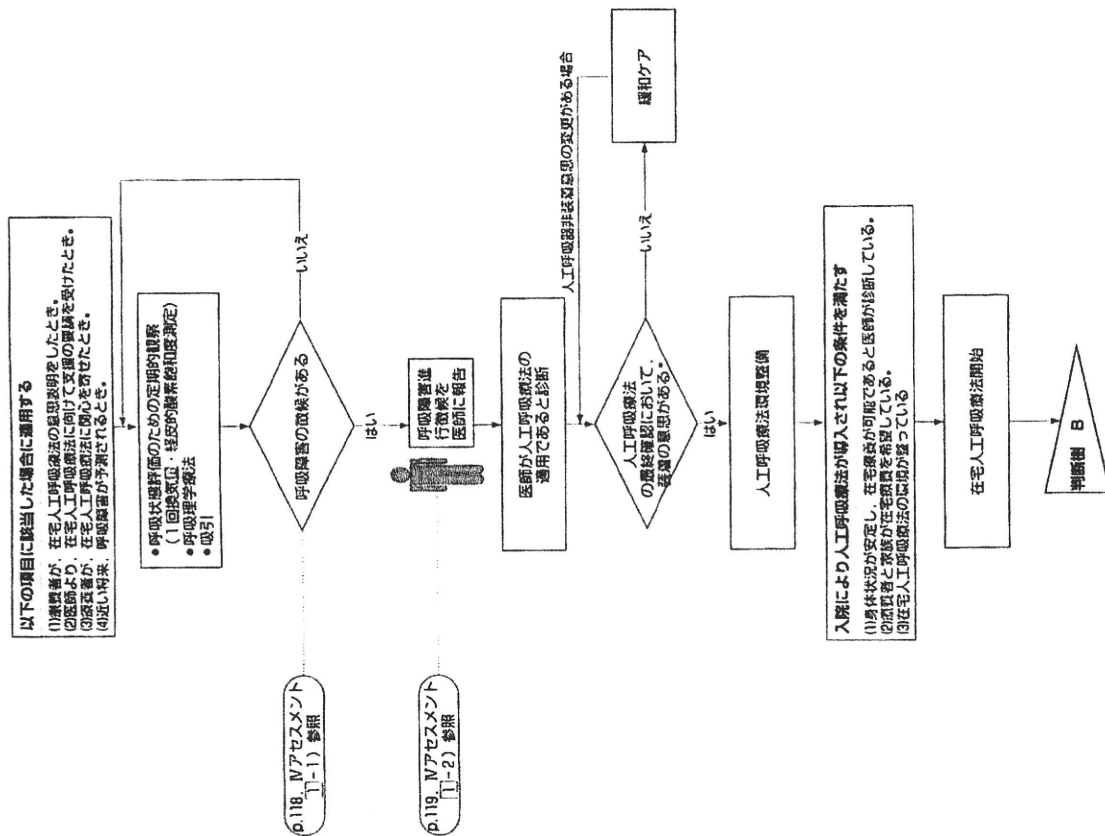 以下の項目に該当した場合に適用する
(1)療養者が、在宅人工呼吸療法の意思表明をしたとき。
(2)医師より、在宅人工呼吸療法に向けて支援の要請を受けたとき。
(3)療養者が、在宅人工呼吸療法に関心を寄せたとき。
(4)近い将来、呼吸障害が予測されるとき。
●呼吸状態評価のための定期的観察
(1回換気量・経皮的酸素飽和度測定)
●呼吸理学療法
●吸引
呼吸障害の徴候がある
いいえ
はい
p.118. Ⅳアセスメント
1-1)参照
呼吸障害進
行徴候を
医師に報告
p.119. Ⅳアセスメント
1-2)参照
医師が人工呼吸療法の
適用であると診断
人工呼吸器非装着意思の変更がある場合
人工呼吸療法
の最終確認において、
装着の意思がある。
いいえ
緩和ケア
はい
人工呼吸療法環境整備
入院により人工呼吸療法が導入され以下の条件を満たす
(1)身体状況が安定し、在宅療養が可能であると医師が診断している。
(2)療養者と家族が在宅療養を希望している。
(3)在宅人工呼吸療法の環境が整っている
在宅人工呼吸療法開始
判断樹 B